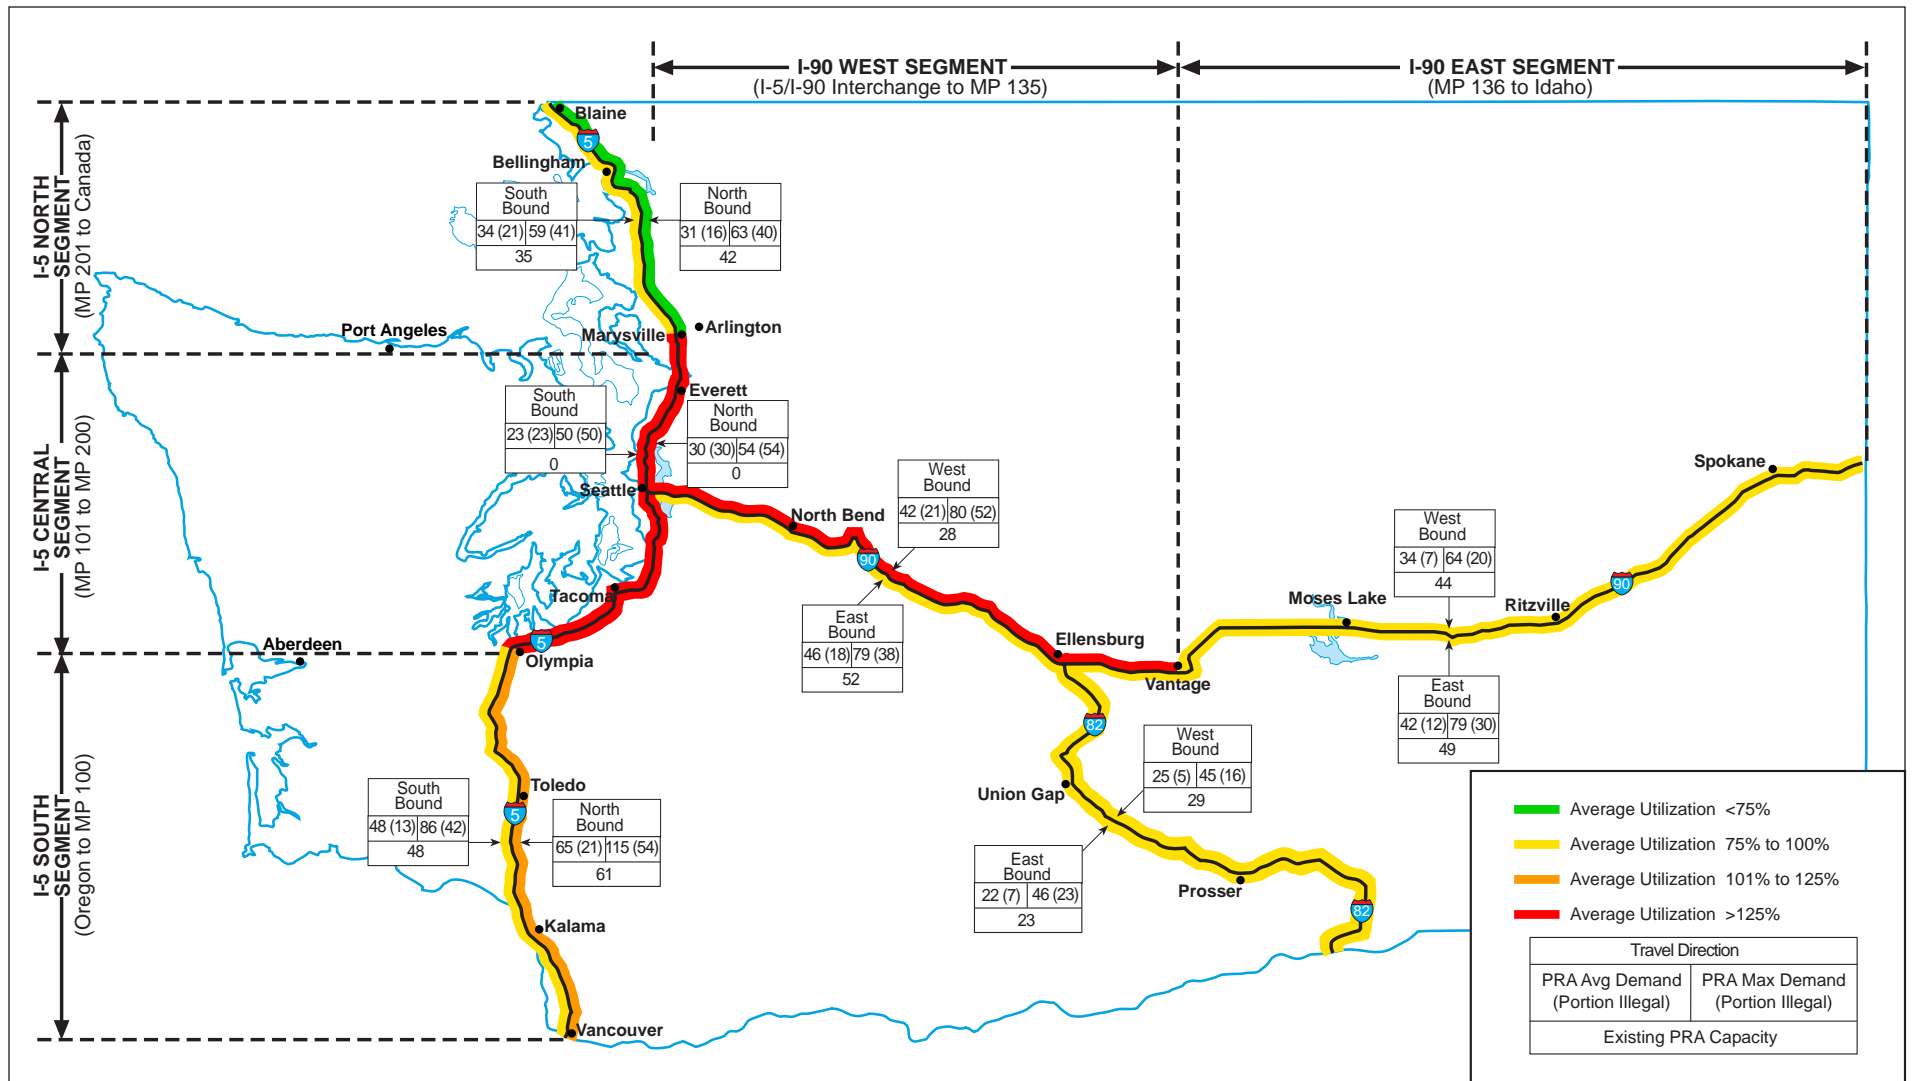 I-90 WEST SEGMENT
(I-5/I-90 Interchange to MP 135)
I-90 EAST SEGMENT
(MP 136 to Idaho)
I-5 NORTH
SEGMENT
(MP 201 to Canada)
I-5 CENTRAL
SEGMENT
(MP 101 to MP 200)
I-5 SOUTH
SEGMENT
(Oregon to MP 100)
Blaine
5
Bellingham
South
Bound
34 (21) 59 (41)
35
North
Bound
31 (16) 63 (40)
42
Port Angeles
Marysville
Arlington
Everett
South
Bound
23 (23) 50 (50)
0
North
Bound
30 (30) 54 (54)
0
Seattle
North Bend
90
West
Bound
42 (21) 80 (52)
28
East
Bound
46 (18) 79 (38)
52
Tacoma
5
Olympia
Aberdeen
Ellensburg
Vantage
Spokane
West
Bound
34 (7) 64 (20)
44
Moses Lake
Ritzville
90
East
Bound
42 (12) 79 (30)
49
82
Union Gap
West
Bound
25 (5) 45 (16)
29
East
Bound
22 (7) 46 (23)
23
Prosser
82
Toledo
5
South
Bound
48 (13) 86 (42)
48
North
Bound
65 (21) 115 (54)
61
Kalama
Vancouver
Average Utilization <75%
Average Utilization 75% to 100%
Average Utilization 101% to 125%
Average Utilization >125%
Travel Direction
PRA Avg Demand
(Portion Illegal)
PRA Max Demand
(Portion Illegal)
Existing PRA Capacity